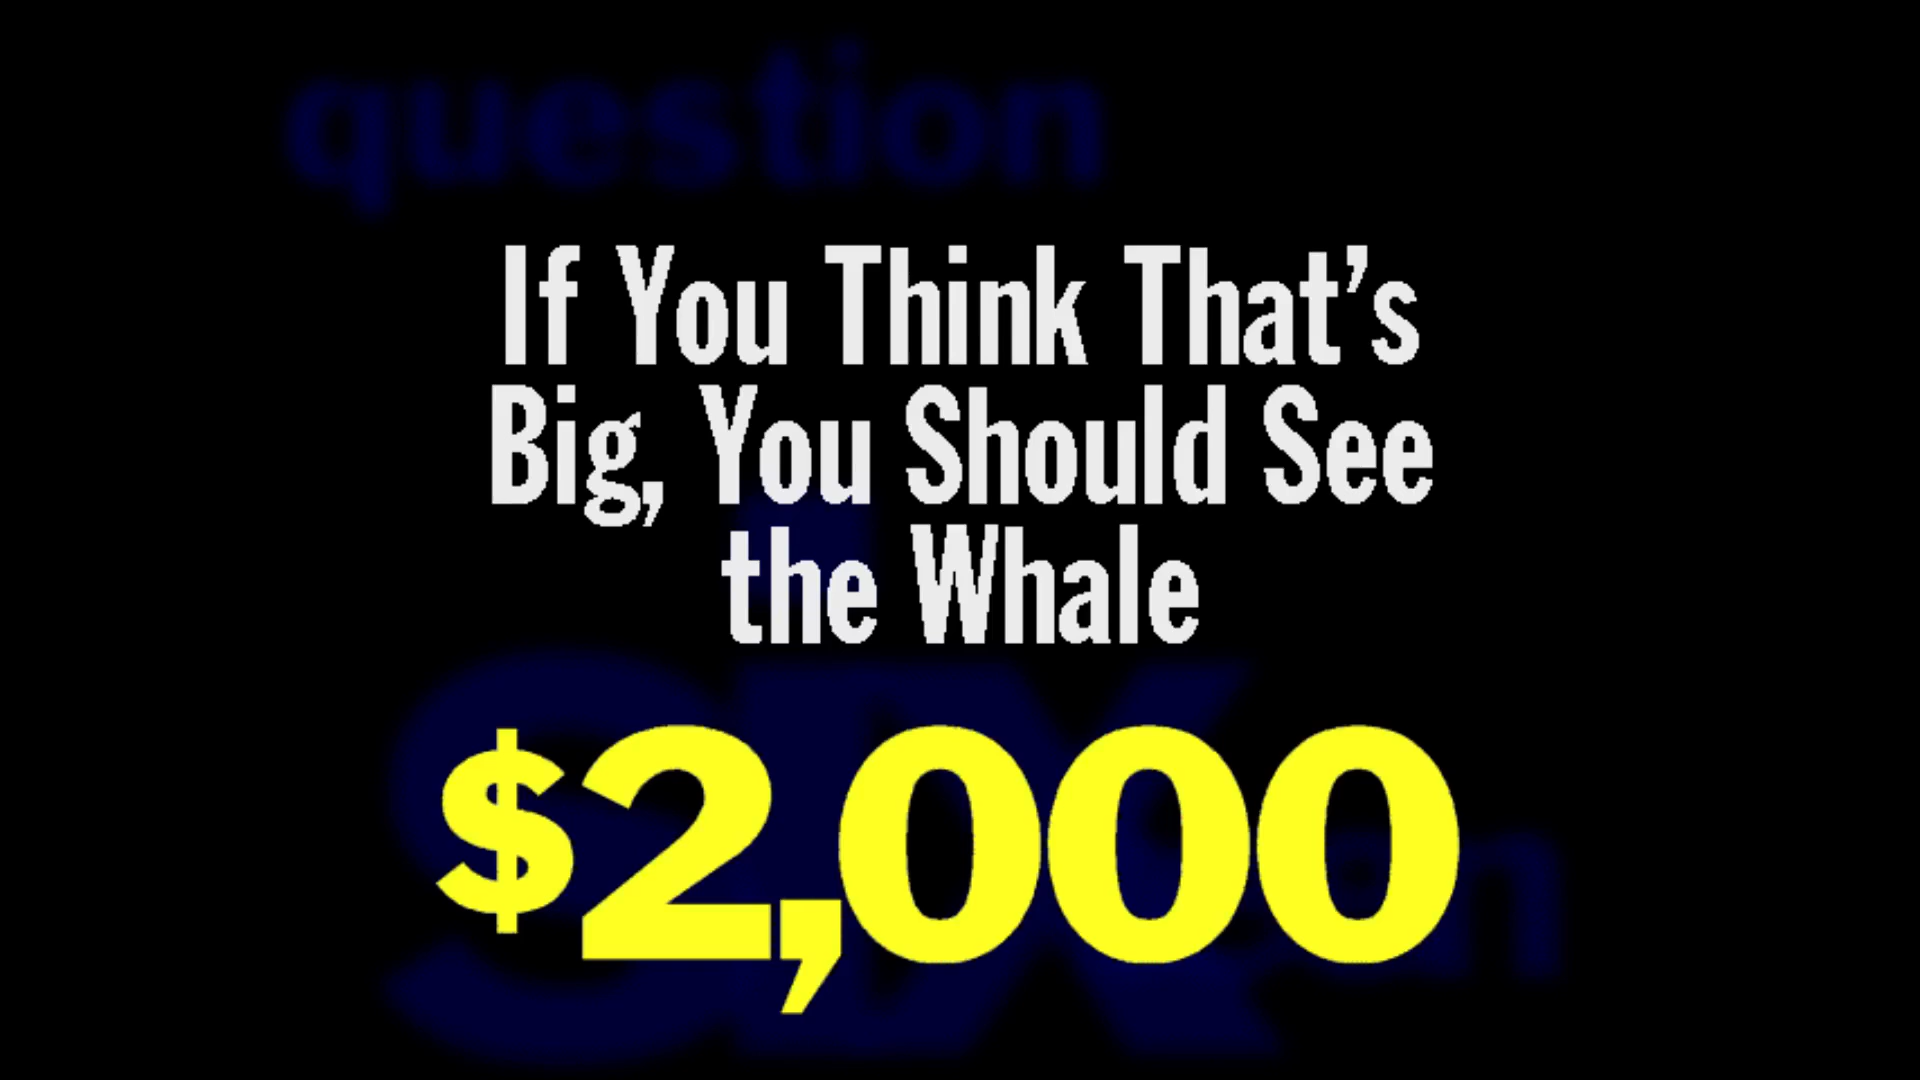 question
If You Think That’s
Big, You Should See
the Whale
$2,000